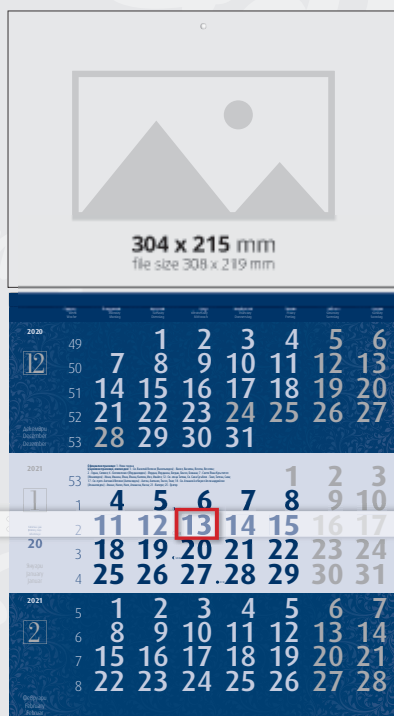 304 x 215 mm
file size 308 x 219 mm
2020
12
Декември
December
Dezember
49 1 2 3 4 5 6
50 7 8 9 10 11 12 13
51 14 15 16 17 18 19 20
52 21 22 23 24 25 26 27
53 28 29 30 31
2021
1
20
53 1 2 3
1 4 5 6 7 8 9 10
2 11 12 13 14 15 16 17
3 18 19 20 21 22 23 24
4 25 26 27 28 29 30 31
2021
2
Февруари
February
Februar
5 1 2 3 4 5 6 7
6 8 9 10 11 12 13 14
7 15 16 17 18 19 20 21
8 22 23 24 25 26 27 28